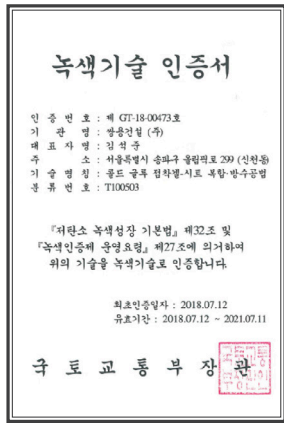 녹색기술 인증서
인 증 번 호 : 제 GT-18-00473호
기 관 명 : 쌍용건설 (주)
대 표 자 명 : 김 석 준
주 소 : 서울특별시 송파구 올림픽로 299 (신천동)
기 술 명 칭 : 콜드 글루 점착겔-시트 복합·방수공법
분 류 번 호 : T100503
『저탄소 녹색성장 기본법』 제32조 및
『녹색인증제 운영요령』 제27조에 의거하여
위의 기술을 녹색기술로 인증합니다.
최초인증일자 : 2018.07.12
유효기간 : 2018.07.12 ~ 2021.07.11
국 토 교 통 부 장 관